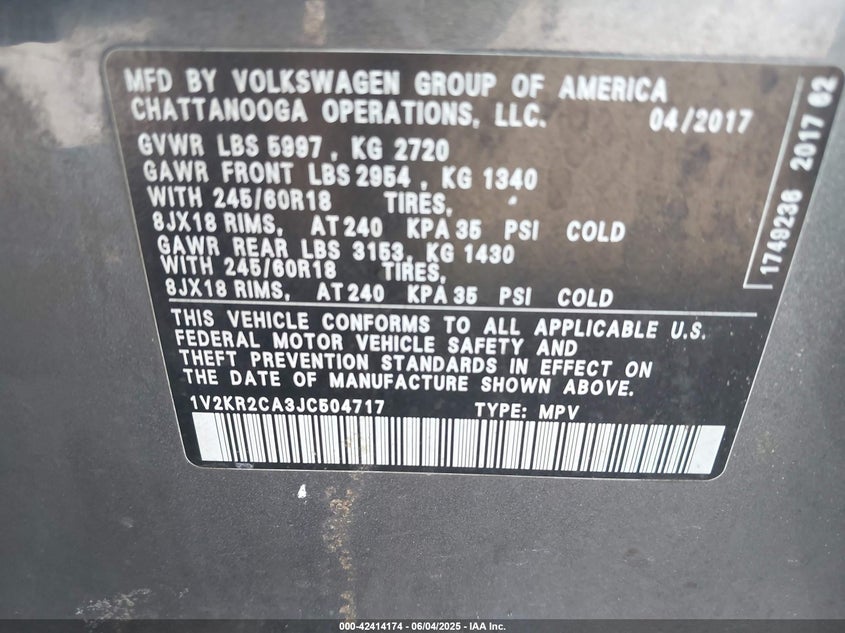 MFD BY VOLKSWAGEN GROUP OF AMERICA
CHATTANOOGA OPERATIONS, LLC. 04/2017
GVWR LBS 5997 , KG 2720
GAWR FRONT LBS 2954 , KG 1340
WITH 245/60R18 TIRES,
8JX18 RIMS, AT 240 KPA 35 PSI COLD
GAWR REAR LBS 3153, KG 1430
WITH 245/60R18 TIRES,
8JX18 RIMS, AT 240 KPA 35 PSI COLD
THIS VEHICLE CONFORMS TO ALL APPLICABLE U.S.
FEDERAL MOTOR VEHICLE SAFETY AND
THEFT PREVENTION STANDARDS IN EFFECT ON
THE DATE OF MANUFACTURE SHOWN ABOVE.
1V2KR2CA3JC504717 TYPE: MPV
1749236 2017 62
000-42414174 | 06/04/2025 - IAA Inc.